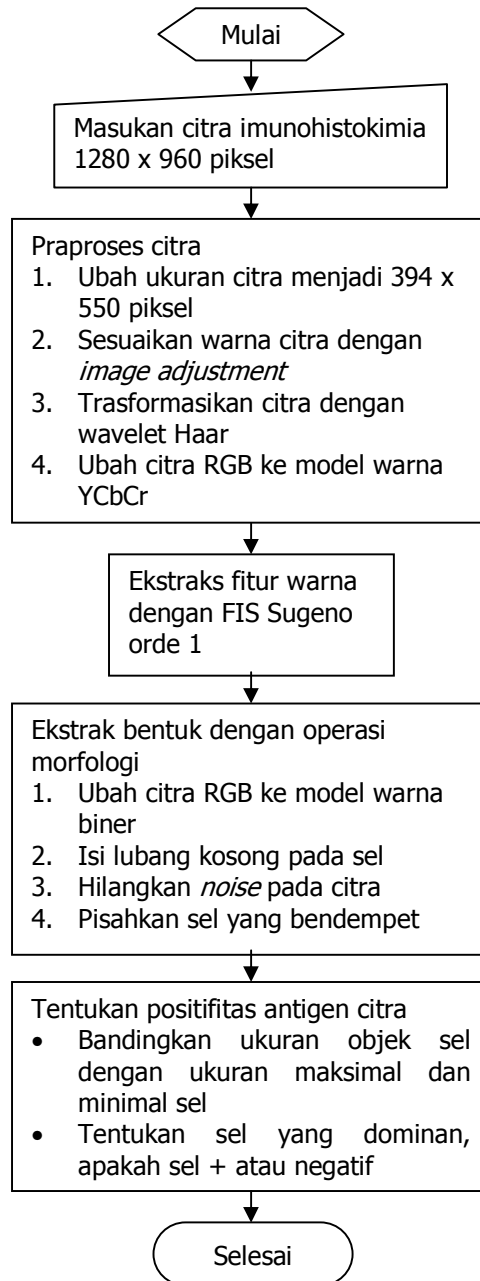 Mulai
Masukan citra imunohistokimia
1280 x 960 piksel
Praproses citra
1. Ubah ukuran citra menjadi 394 x
550 piksel
2. Sesuaikan warna citra dengan
image adjustment
3. Trasformasikan citra dengan
wavelet Haar
4. Ubah citra RGB ke model warna
YCbCr
Ekstraks fitur warna
dengan FIS Sugeno
orde 1
Ekstrak bentuk dengan operasi
morfologi
1. Ubah citra RGB ke model warna
biner
2. Isi lubang kosong pada sel
3. Hilangkan noise pada citra
4. Pisahkan sel yang bendempet
Tentukan positifitas antigen citra
• Bandingkan ukuran objek sel
dengan ukuran maksimal dan
minimal sel
• Tentukan sel yang dominan,
apakah sel + atau negatif
Selesai